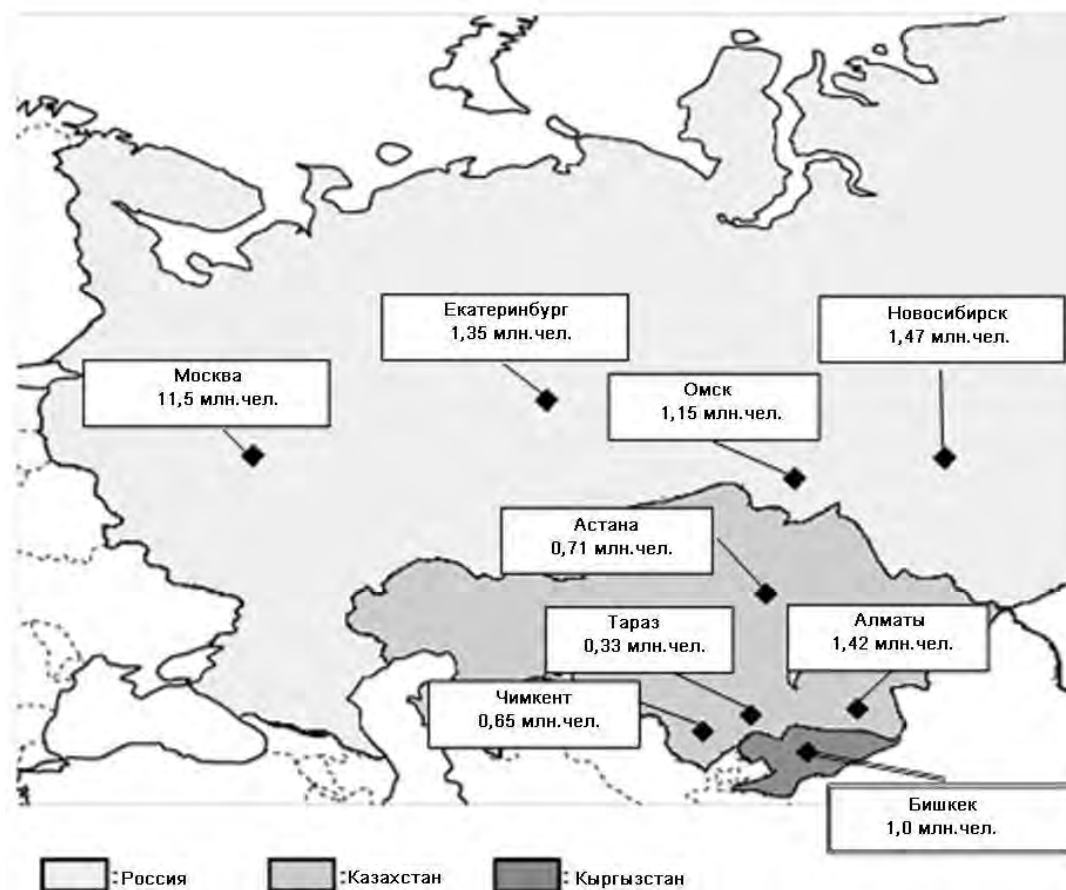 Екатеринбург
1,35 млн.чел.
Новосибирск
1,47 млн.чел.
Москва
11,5 млн.чел.
Омск
1,15 млн.чел.
Астана
0,71 млн.чел.
Тараз
0,33 млн.чел.
Алматы
1,42 млн.чел.
Чимкент
0,65 млн.чел.
Бишкек
1,0 млн.чел.
:Россия
:Казахстан
: Кыргызстан